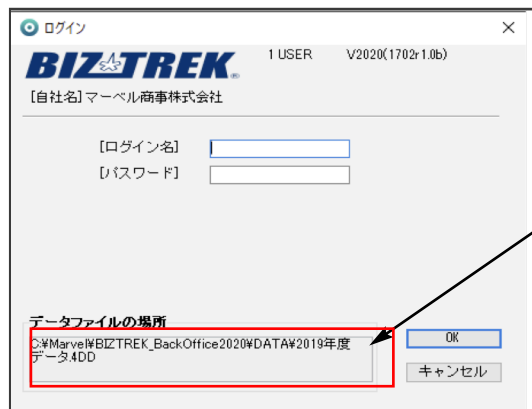 ログイン
BIZ☆TREK®
1 USER V2020(1702r1.0b)
[自社名]マーベル商事株式会社
[ログイン名]
[パスワード]
データファイルの場所
C:¥Marvel¥BIZTREK_BackOffice2020¥DATA¥2019年度
データ.4DD
OK
キャンセル